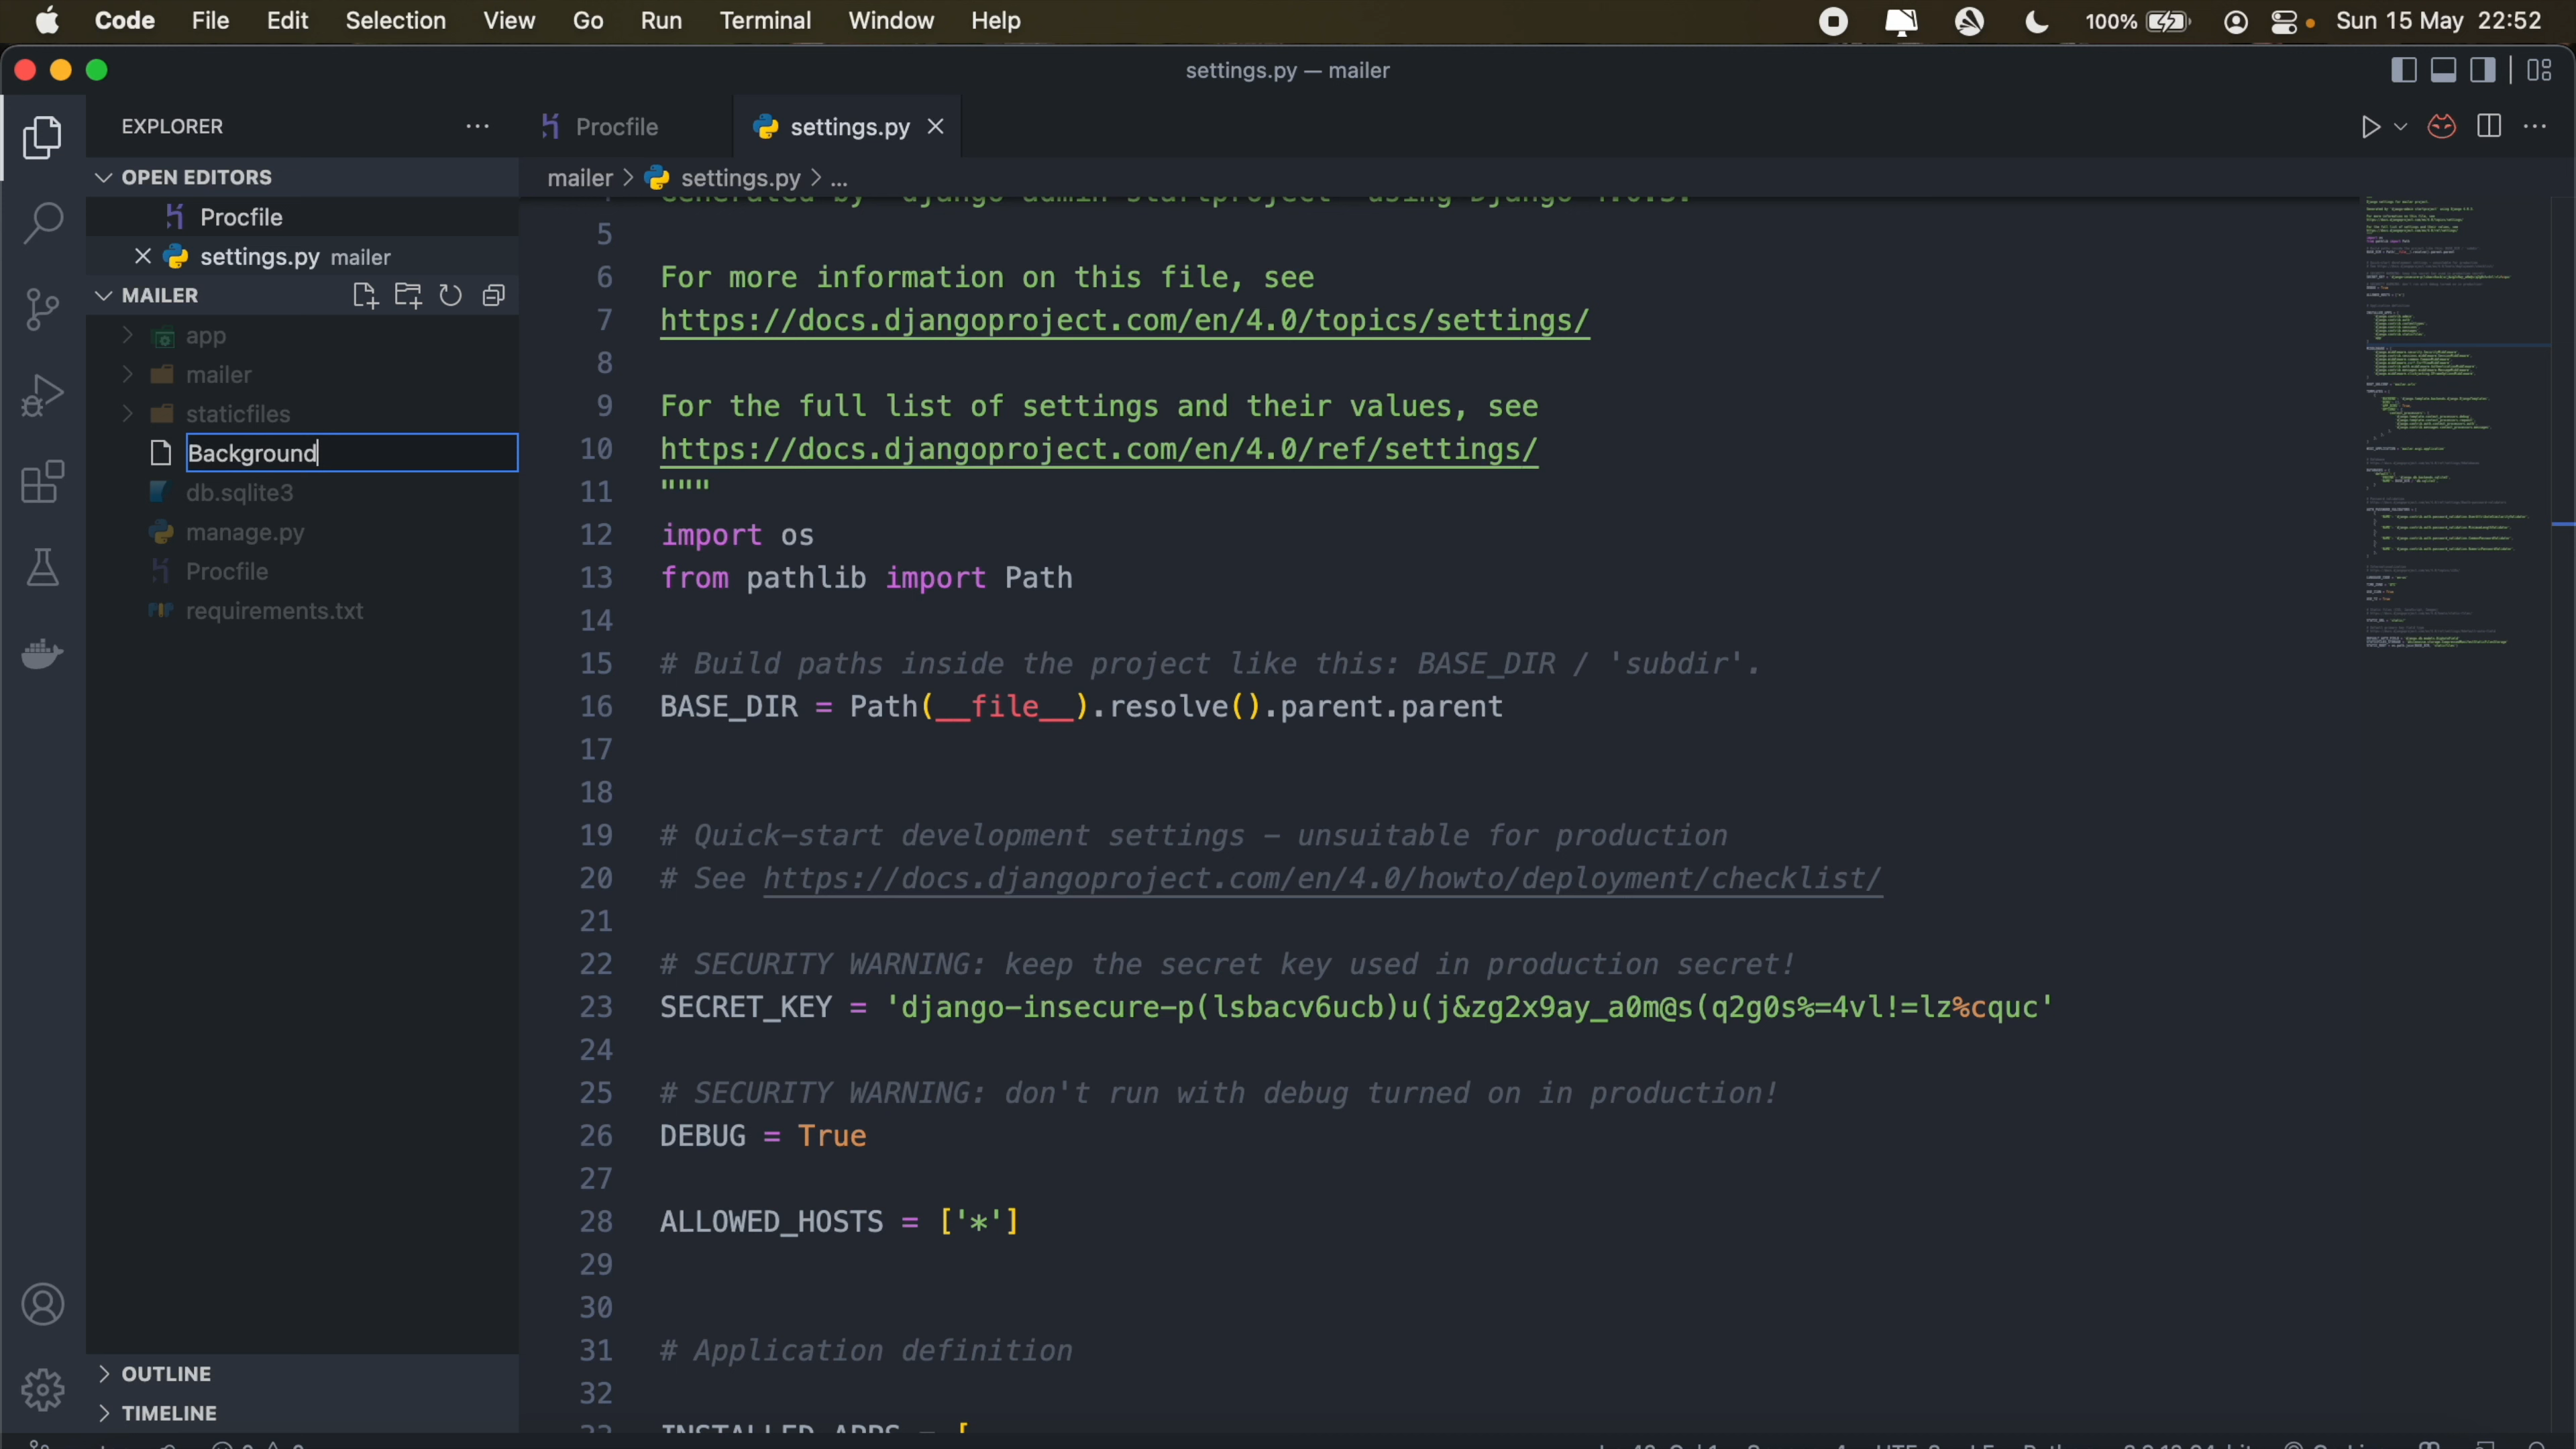 Code File Edit Selection View Go Run Terminal Window Help 100% Sun 15 May 22:52
settings.py — mailer
EXPLORER
OPEN EDITORS
Procfile
settings.py mailer
MAILER
app
mailer
staticfiles
Background
db.sqlite3
manage.py
Procfile
requirements.txt
OUTLINE
TIMELINE
Procfile settings.py
mailer > settings.py > ...
5
6 For more information on this file, see
7 https://docs.djangoproject.com/en/4.0/topics/settings/
8
9 For the full list of settings and their values, see
10 https://docs.djangoproject.com/en/4.0/ref/settings/
11 """
12 import os
13 from pathlib import Path
14
15 # Build paths inside the project like this: BASE_DIR / 'subdir'.
16 BASE_DIR = Path(__file__).resolve().parent.parent
17
18
19 # Quick-start development settings - unsuitable for production
20 # See https://docs.djangoproject.com/en/4.0/howto/deployment/checklist/
21
22 # SECURITY WARNING: keep the secret key used in production secret!
23 SECRET_KEY = 'django-insecure-p(lsbacv6ucb)u(j&zg2x9ay_a0m@s(q2g0s%=4vl!=lz%cquc'
24
25 # SECURITY WARNING: don't run with debug turned on in production!
26 DEBUG = True
27
28 ALLOWED_HOSTS = ['*']
29
30
31 # Application definition
32
INSTALLED_APPS = [